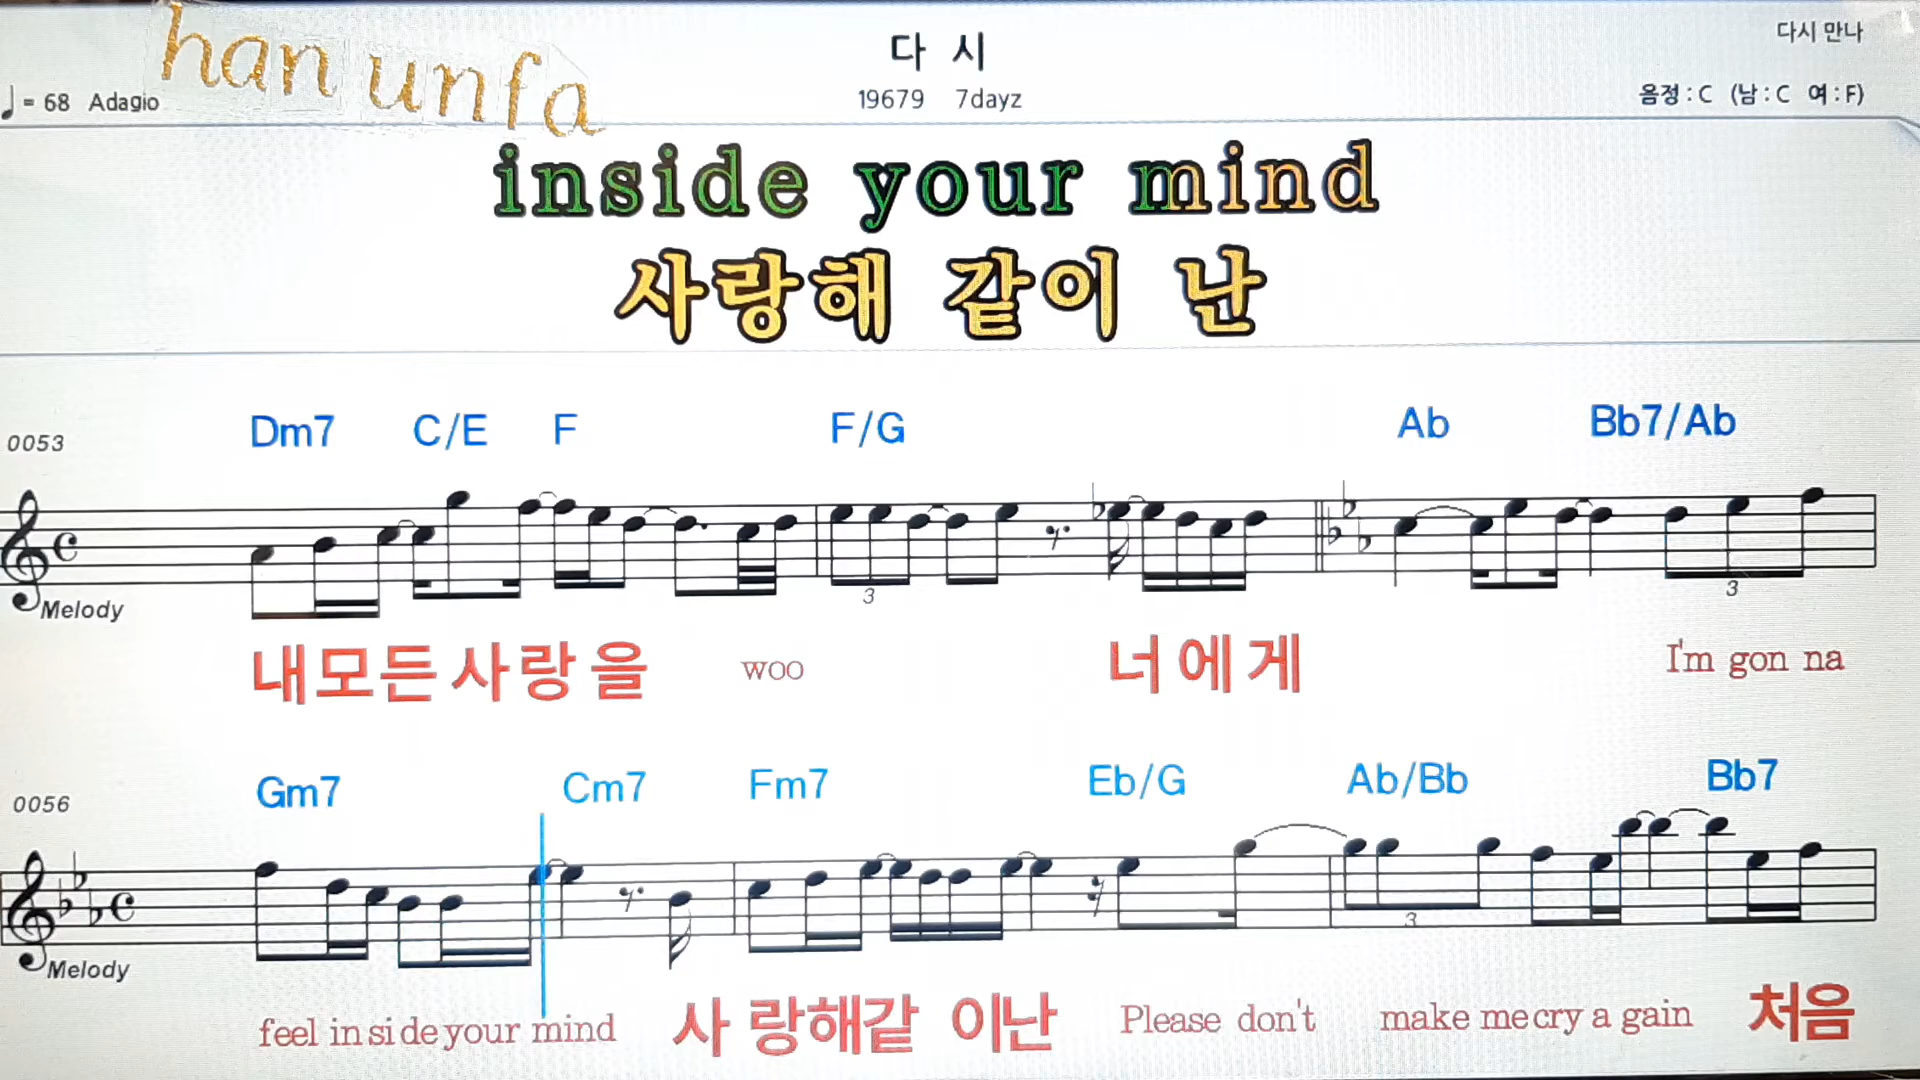 han unfa
다시
다시 만나
♩= 68 Adagio
19679 7dayz
음정 : C (남 : C 여 : F)
inside your mind
사랑해 같이 난
0053 Dm7 C/E F F/G Ab Bb7/Ab
3 3
Melody
내모든사랑을 woo 너에게 I'm gon na
0056 Gm7 Cm7 Fm7 Eb/G Ab/Bb Bb7
3
Melody
feel in si de your mind 사 랑해같 이난 Please don't make me cry a gain 처음